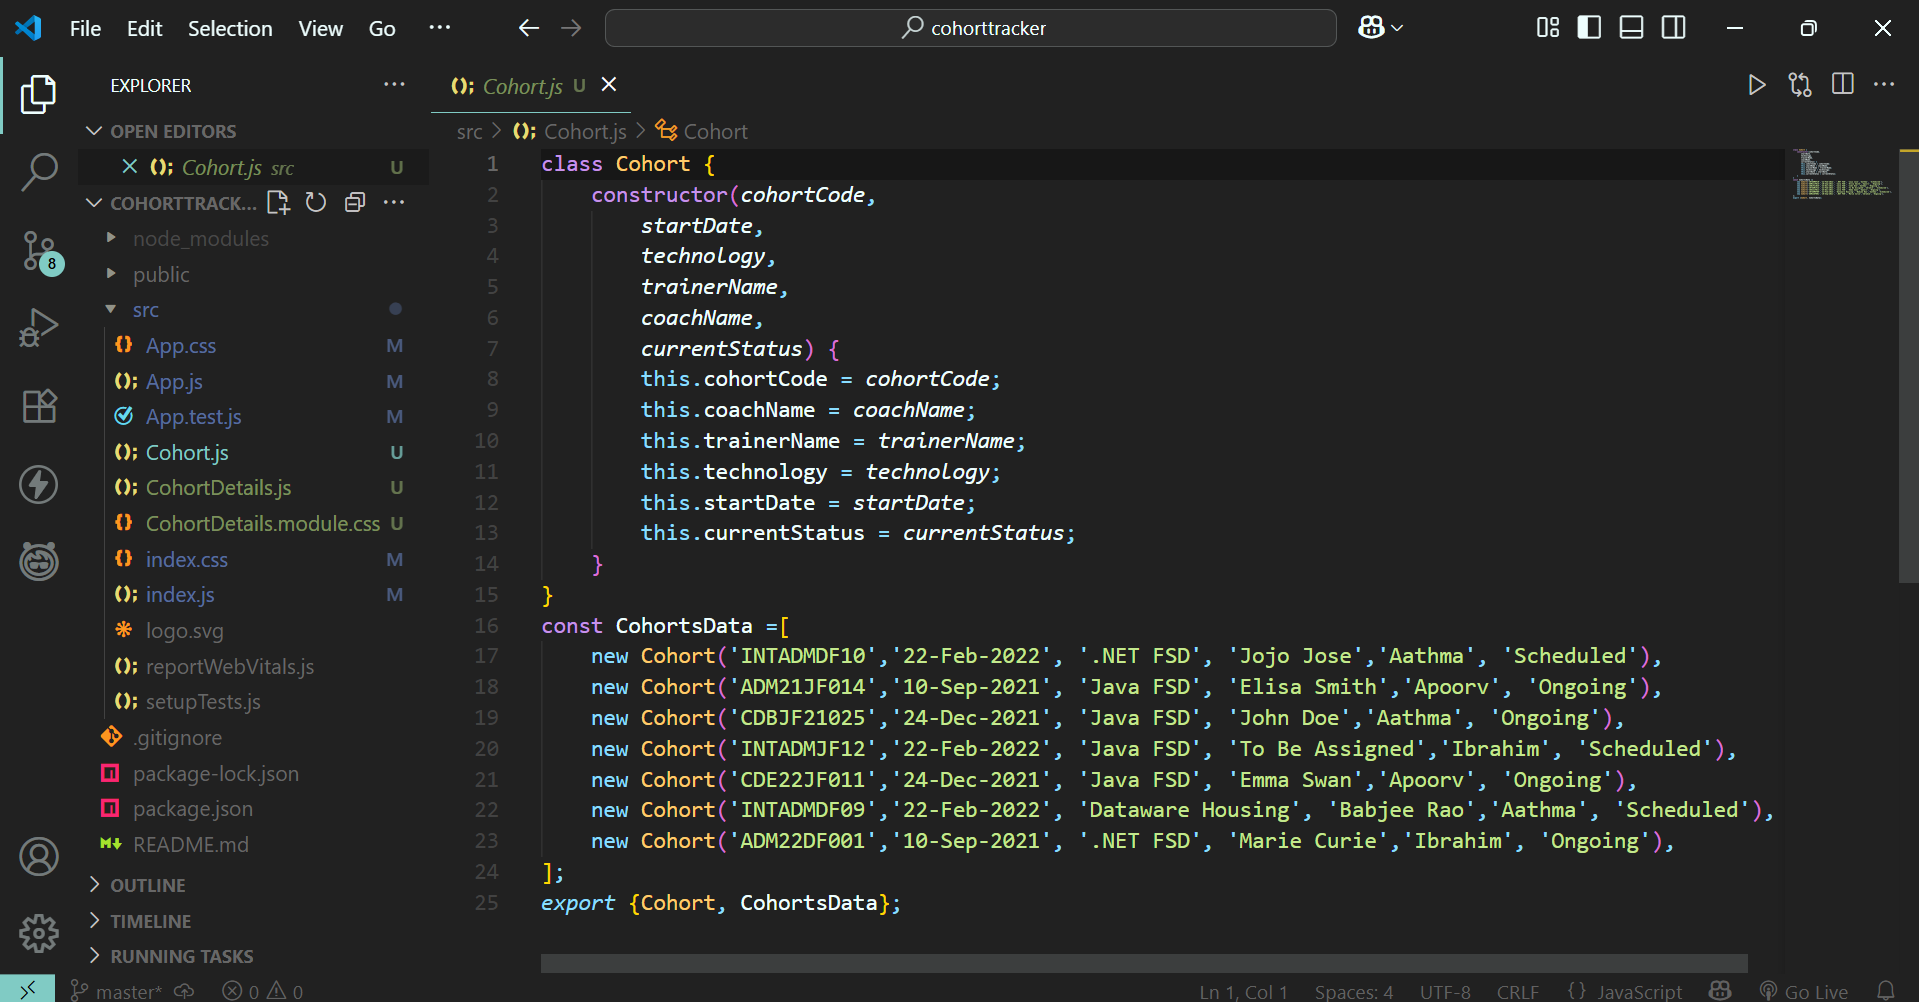 File Edit Selection View Go ··· cohorttracker
EXPLORER ···
OPEN EDITORS
Cohort.js src U
COHORTTRACK... ···
node_modules
public
src
App.css M
App.js M
App.test.js M
Cohort.js U
CohortDetails.js U
CohortDetails.module.css U
index.css M
index.js M
logo.svg
reportWebVitals.js
setupTests.js
.gitignore
package-lock.json
package.json
README.md
OUTLINE
TIMELINE
RUNNING TASKS
8
Cohort.js U
src > Cohort.js > Cohort
1 class Cohort {
2 constructor(cohortCode,
3 startDate,
4 technology,
5 trainerName,
6 coachName,
7 currentStatus) {
8 this.cohortCode = cohortCode;
9 this.coachName = coachName;
10 this.trainerName = trainerName;
11 this.technology = technology;
12 this.startDate = startDate;
13 this.currentStatus = currentStatus;
14 }
15 }
16 const CohortsData =[
17 new Cohort('INTADMDF10','22-Feb-2022', '.NET FSD', 'Jojo Jose','Aathma', 'Scheduled'),
18 new Cohort('ADM21JF014','10-Sep-2021', 'Java FSD', 'Elisa Smith','Apoorv', 'Ongoing'),
19 new Cohort('CDBJF21025','24-Dec-2021', 'Java FSD', 'John Doe','Aathma', 'Ongoing'),
20 new Cohort('INTADMJF12','22-Feb-2022', 'Java FSD', 'To Be Assigned','Ibrahim', 'Scheduled'),
21 new Cohort('CDE22JF011','24-Dec-2021', 'Java FSD', 'Emma Swan','Apoorv', 'Ongoing'),
22 new Cohort('INTADMDF09','22-Feb-2022', 'Dataware Housing', 'Babjee Rao','Aathma', 'Scheduled'),
23 new Cohort('ADM22DF001','10-Sep-2021', '.NET FSD', 'Marie Curie','Ibrahim', 'Ongoing'),
24 ];
25 export {Cohort, CohortsData};
master* 0 0 Ln 1, Col 1 Spaces: 4 UTF-8 CRLF {} JavaScript Go Live